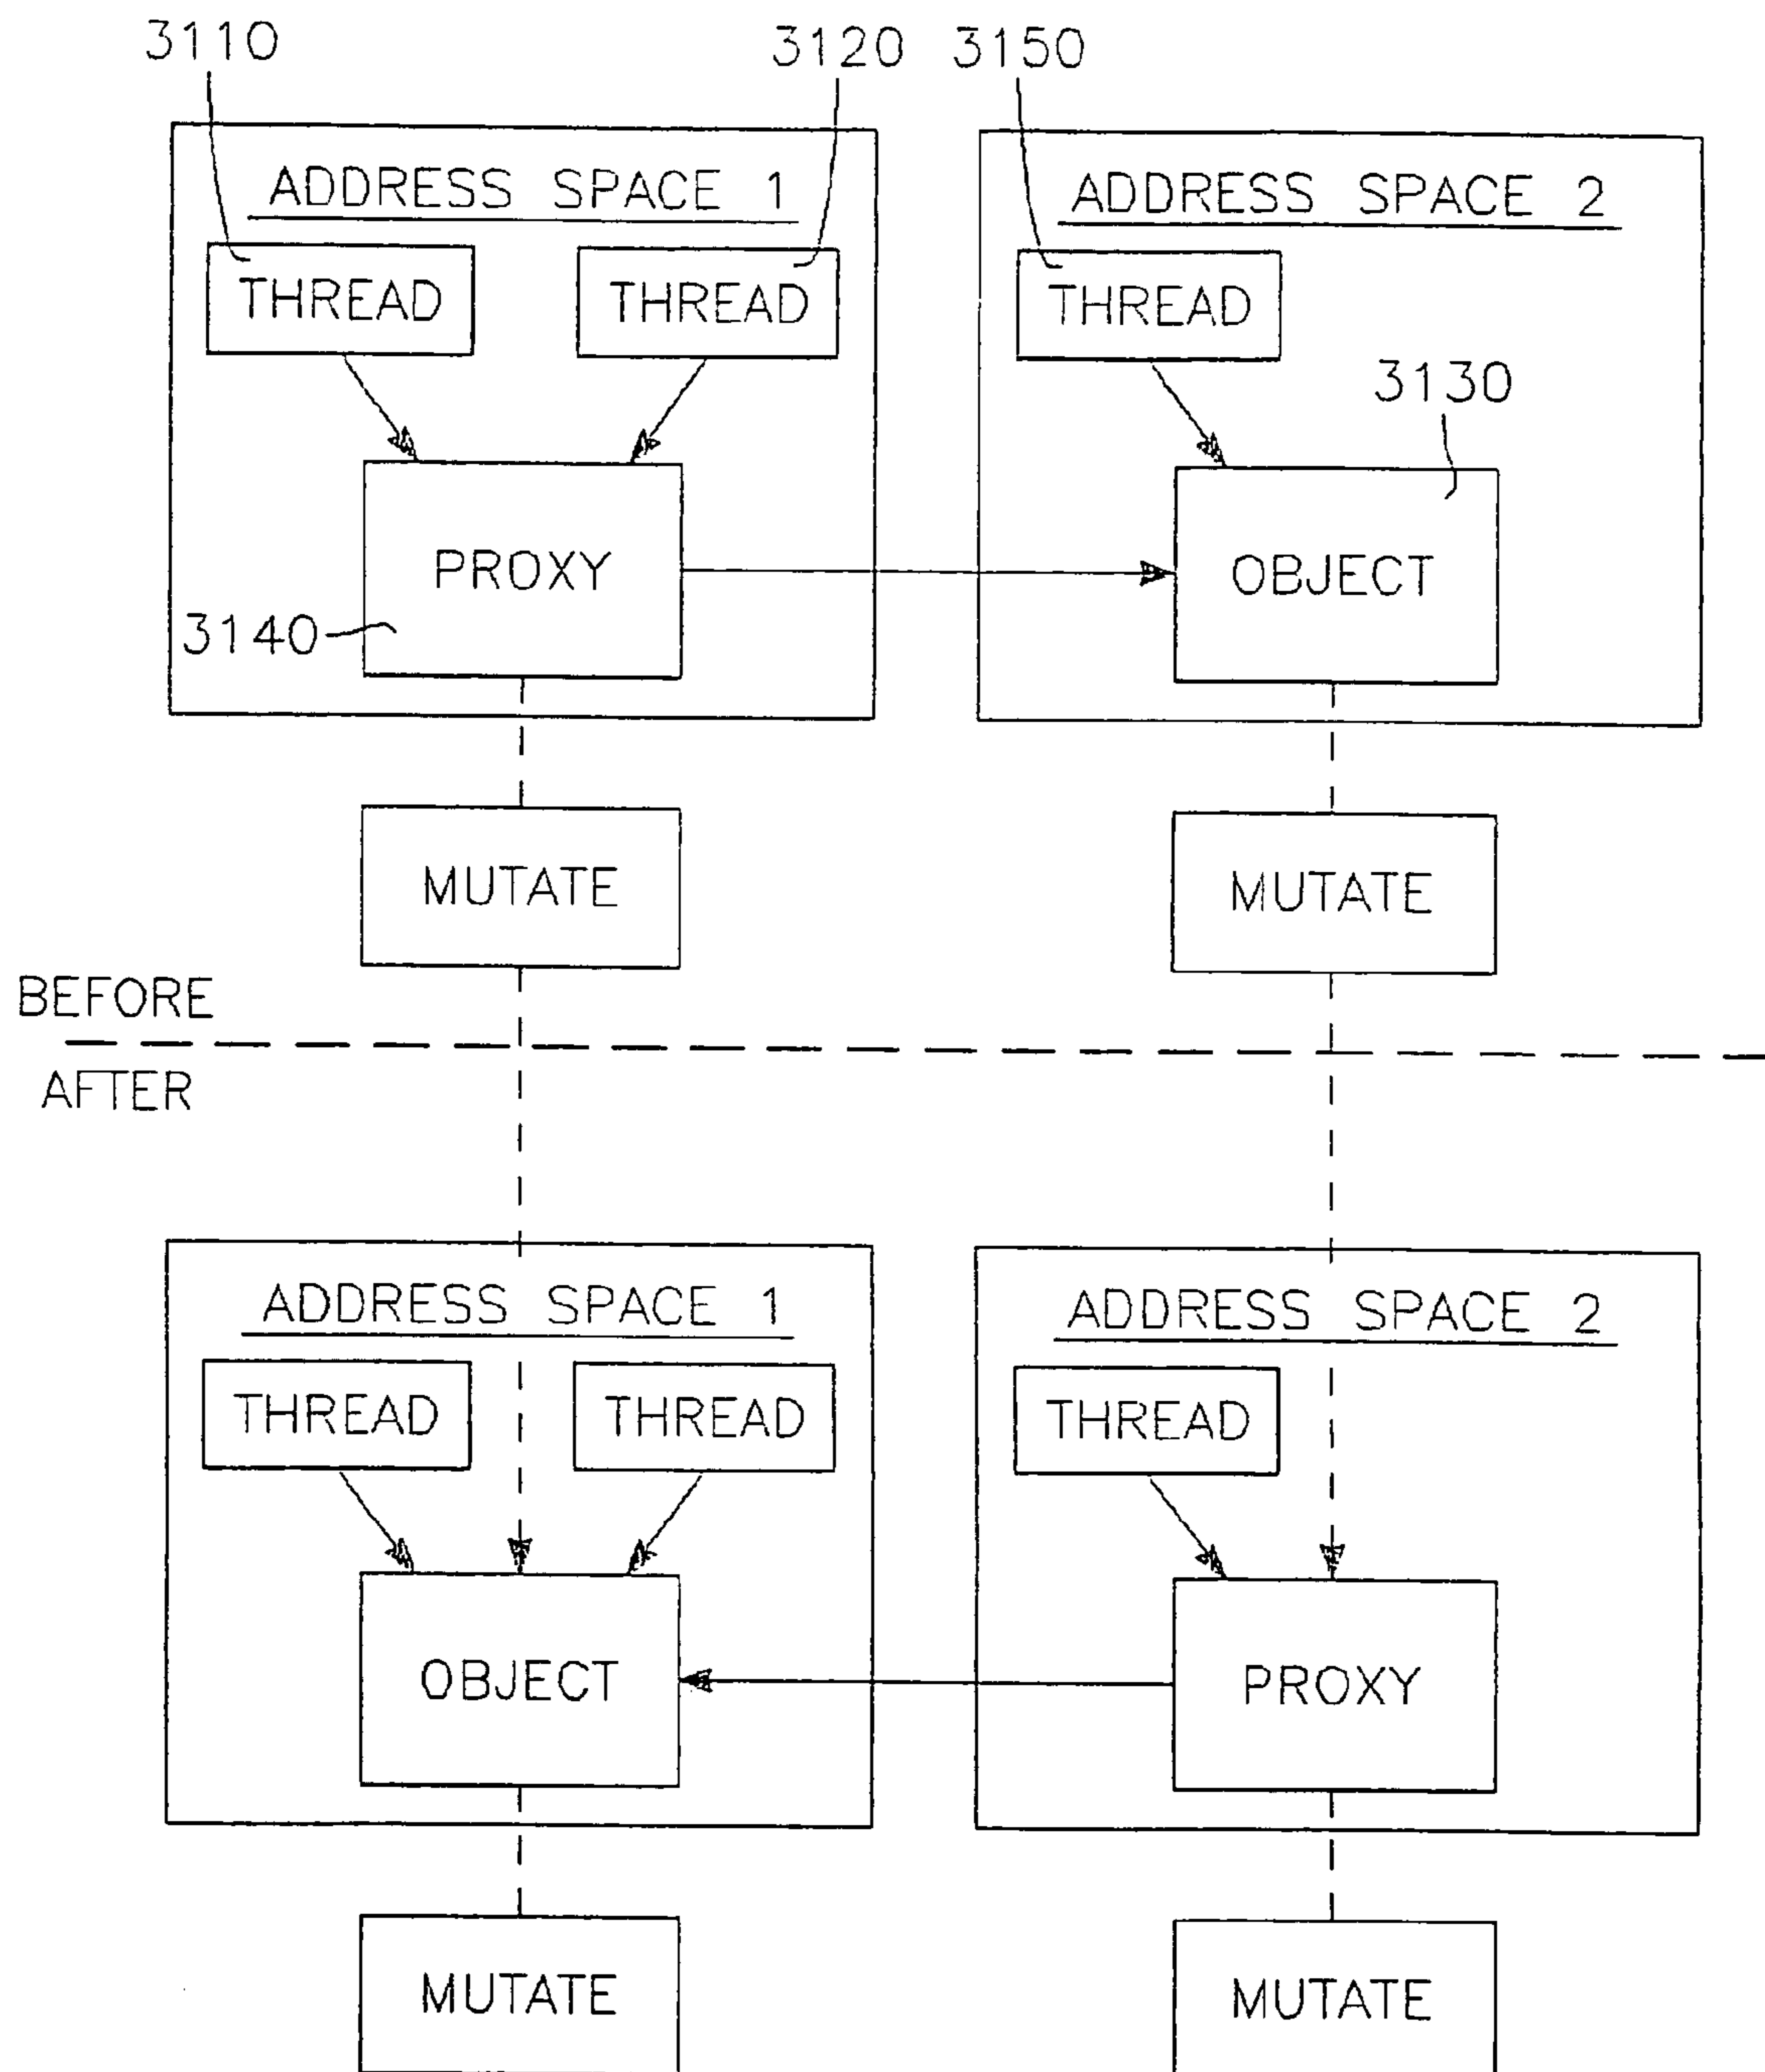 3110 3120 3150
ADDRESS SPACE 1 ADDRESS SPACE 2
THREAD THREAD THREAD
3130
PROXY OBJECT
3140
MUTATE MUTATE
BEFORE
AFTER
ADDRESS SPACE 1 ADDRESS SPACE 2
THREAD THREAD THREAD
OBJECT PROXY
MUTATE MUTATE